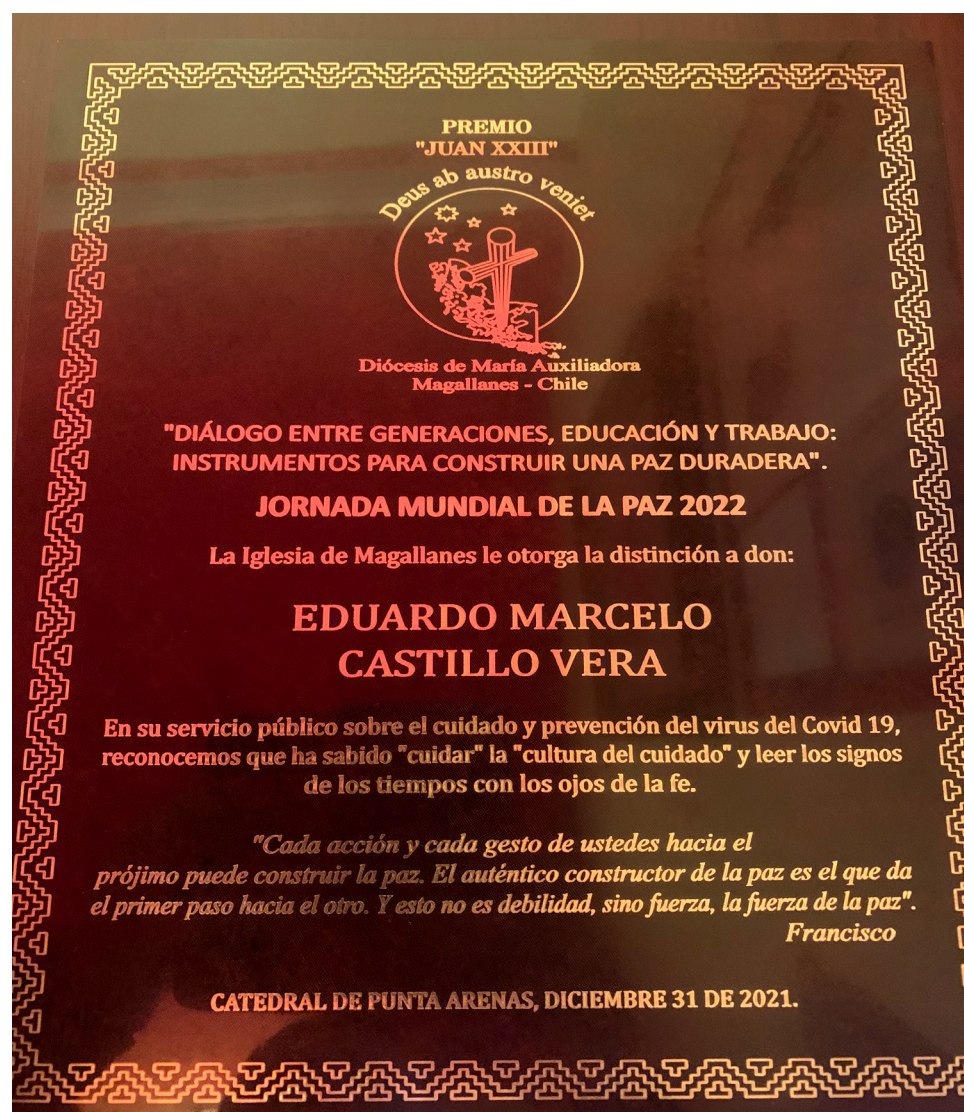 PREMIO
"JUAN XXIII"
Deus ab austro veniet
Diócesis de María Auxiliadora
Magallanes - Chile
"DIÁLOGO ENTRE GENERACIONES, EDUCACIÓN Y TRABAJO:
INSTRUMENTOS PARA CONSTRUIR UNA PAZ DURADERA".
JORNADA MUNDIAL DE LA PAZ 2022
La Iglesia de Magallanes le otorga la distinción a don:
EDUARDO MARCELO
CASTILLO VERA
En su servicio público sobre el cuidado y prevención del virus del Covid 19,
reconocemos que ha sabido "cuidar" la "cultura del cuidado" y leer los signos
de los tiempos con los ojos de la fe.
"Cada acción y cada gesto de ustedes hacia el
prójimo puede construir la paz. El auténtico constructor de la paz es el que da
el primer paso hacia el otro. Y esto no es debilidad, sino fuerza, la fuerza de la paz".
Francisco
CATEDRAL DE PUNTA ARENAS, DICIEMBRE 31 DE 2021.